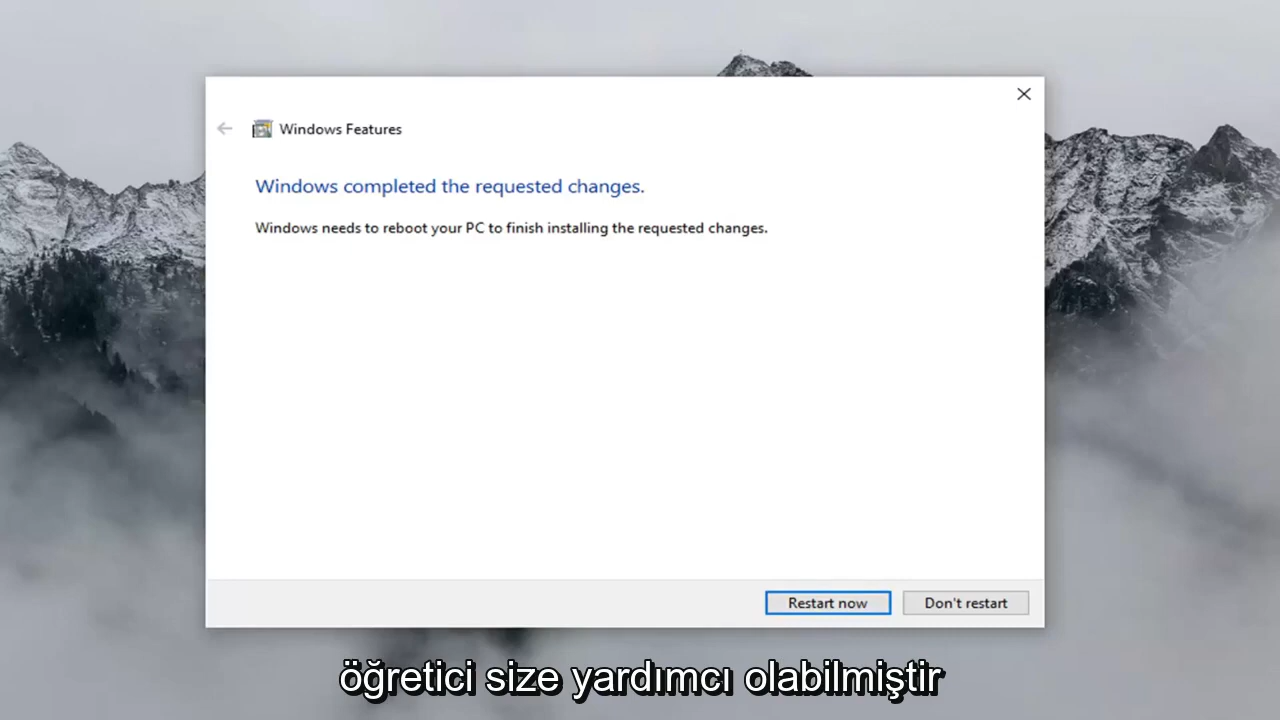 Windows Features
Windows completed the requested changes.
Windows needs to reboot your PC to finish installing the requested changes.
Restart now
Don't restart
öğretici size yardımcı olabilmiştir